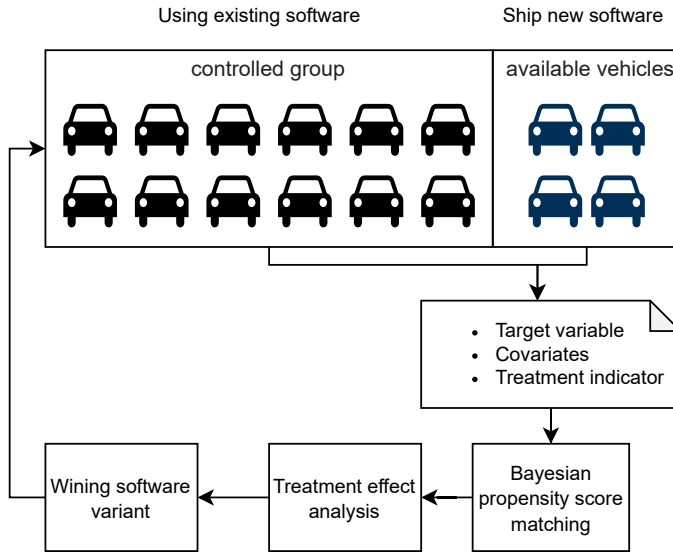 Using existing software
Ship new software
controlled group
available vehicles
• Target variable
• Covariates
• Treatment indicator
Wining software
variant
Treatment effect
analysis
Bayesian
propensity score
matching